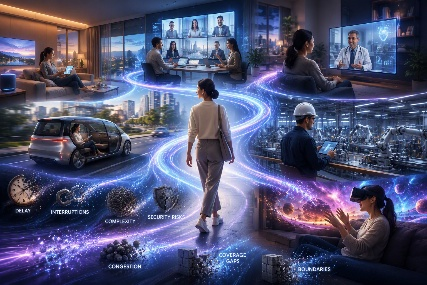 DELAY
INTERRUPTIONS
COMPLEXITY
SECURITY RISKS
CONGESTION
COVERAGE
GAPS
BOUNDARIES